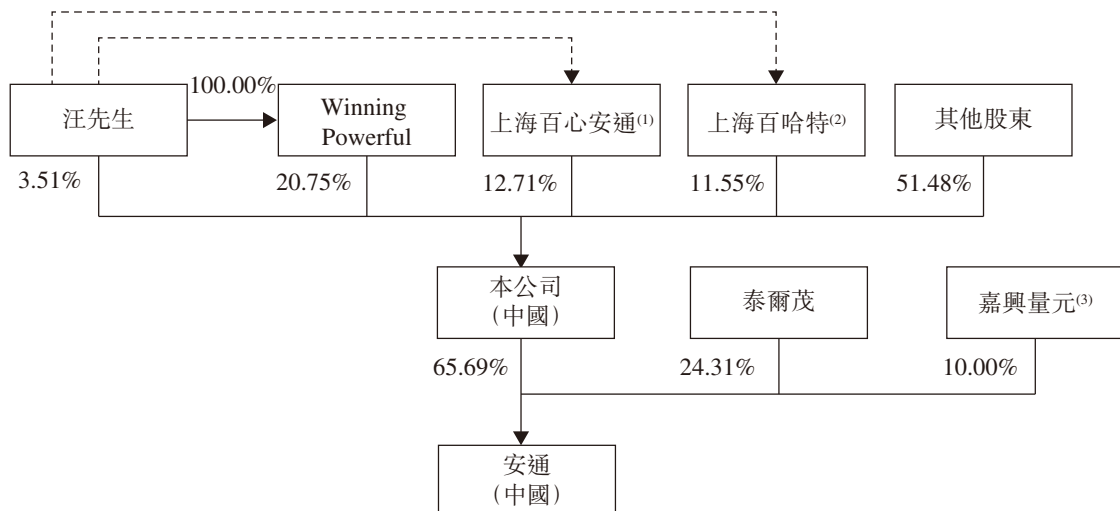 100.00%
汪先生
Winning
Powerful
上海百心安通(1)
上海百哈特(2)
其他股東
3.51%
20.75%
12.71%
11.55%
51.48%
本公司
（中國）
泰爾茂
嘉興量元(3)
65.69%
24.31%
10.00%
安通
（中國）